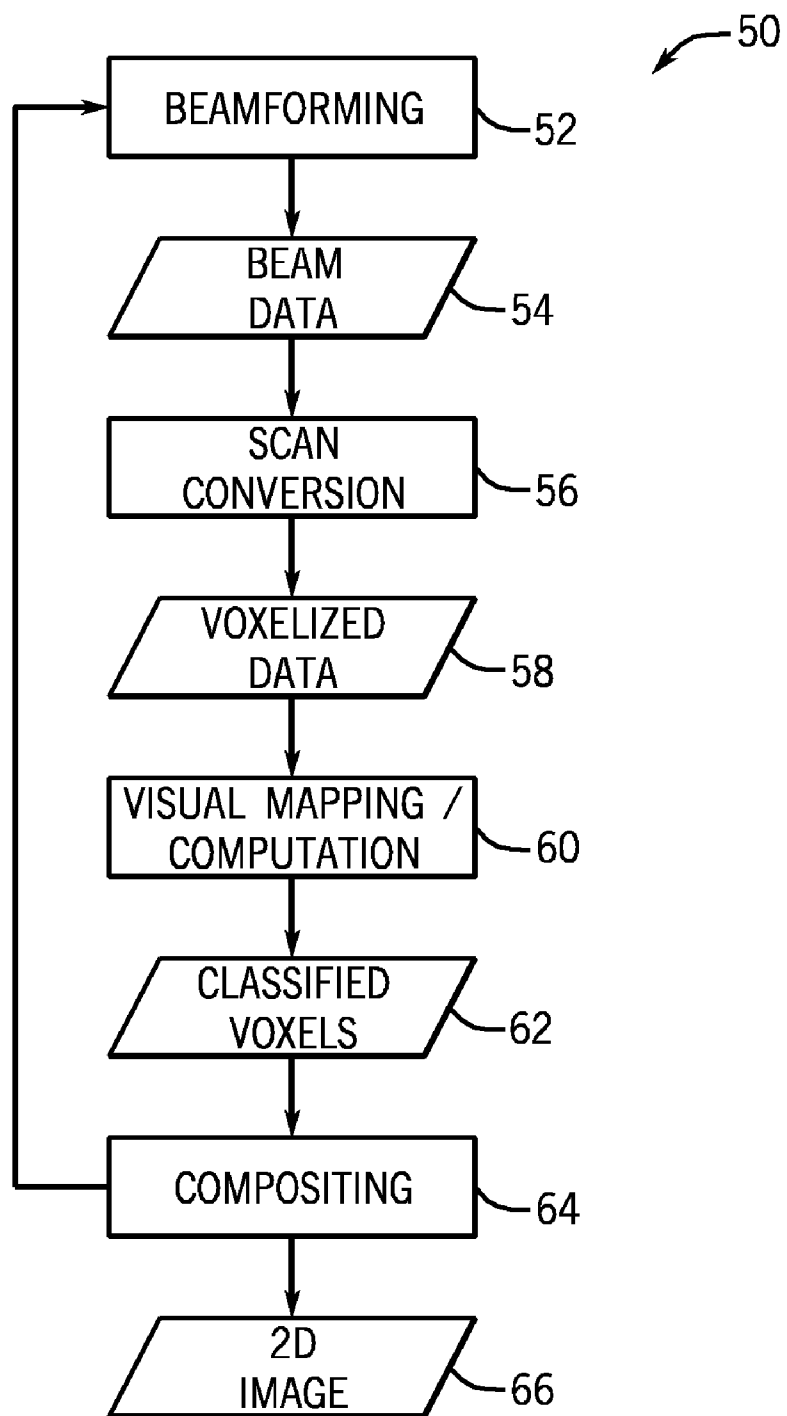 50
BEAMFORMING
52
BEAM
DATA
54
SCAN
CONVERSION
56
VOXELIZED
DATA
58
VISUAL MAPPING /
COMPUTATION
60
CLASSIFIED
VOXELS
62
COMPOSITING
64
2D
IMAGE
66